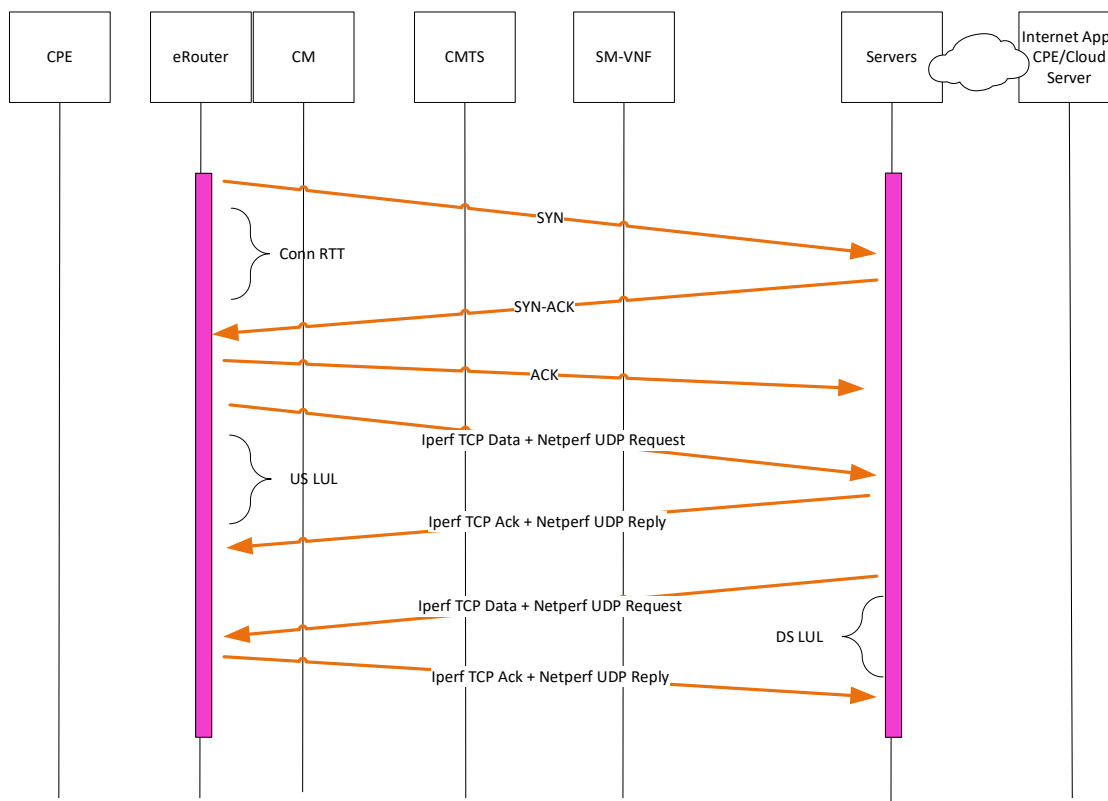 CPE
eRouter
CM
CMTS
SM-VNF
Servers
Internet App
CPE/Cloud
Server
SYN
Conn RTT
SYN-ACK
ACK
Iperf TCP Data + Netperf UDP Request
US LUL
Iperf TCP Ack + Netperf UDP Reply
Iperf TCP Data + Netperf UDP Request
DS LUL
Iperf TCP Ack + Netperf UDP Reply